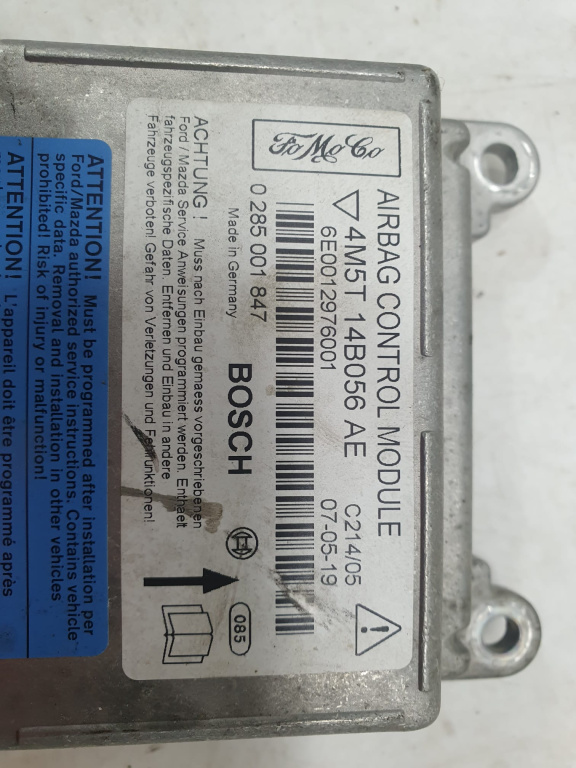 FoMoCo
AIRBAG CONTROL MODULE
4M5T 14B056 AE
C214/05
6E0012976001
07-05-19
0 285 001 847
BOSCH
Made in Germany
085
ACHTUNG ! Muss nach Einbau gemaess vorgeschriebenen
Ford / Mazda Service Anweisungen programmiert werden. Enthaelt
fahrzeugspezifische Daten. Entfernen und Einbau in andere
Fahrzeuge verboten! Gefahr von Verletzungen und Fehlfunktionen!
ATTENTION! Must be programmed after installation per
Ford/Mazda authorized service instructions. Contains vehicle
specific data. Removal and installation in other vehicles
prohibited! Risk of injury or malfunction!
ATTENTION! L'appareil doit être programmé après